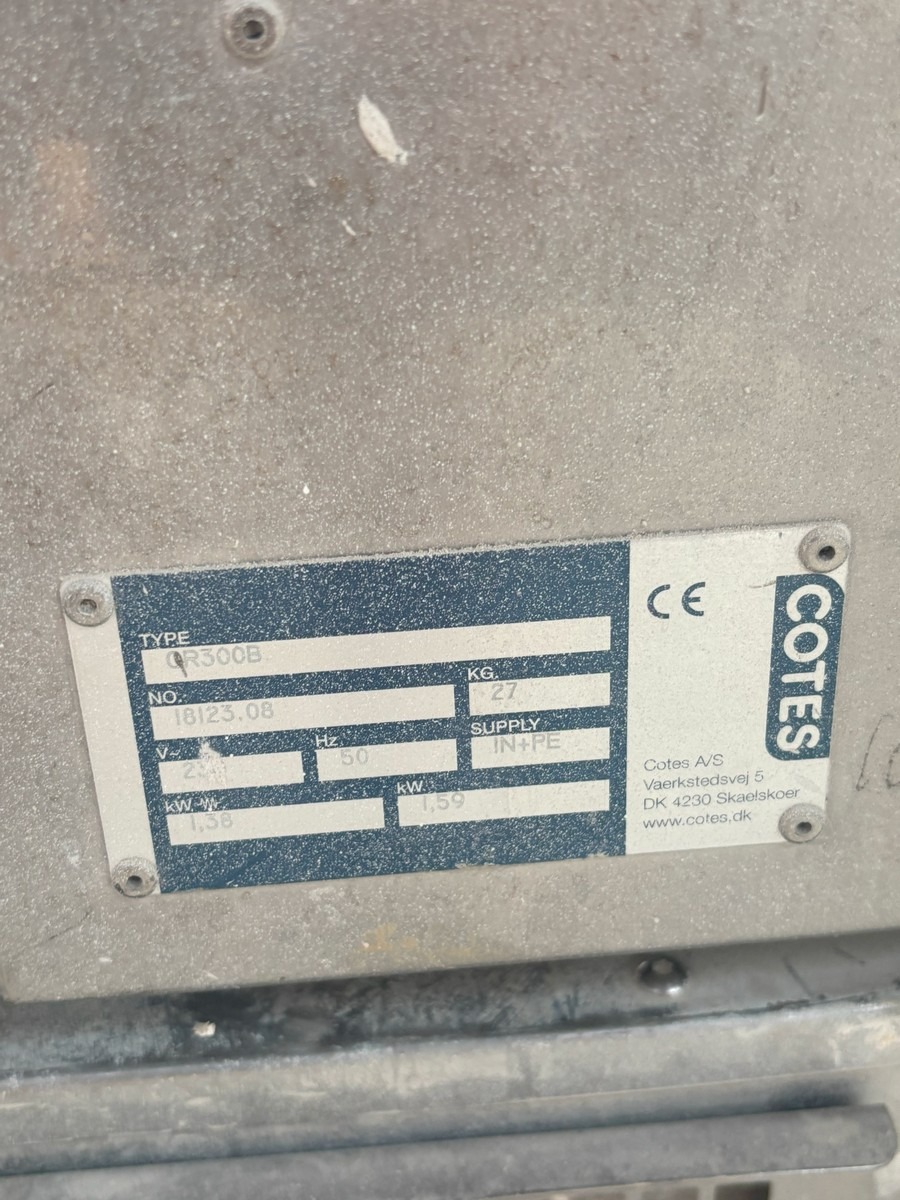 TYPE
CR300B
NO.
18123.08
KG.
27
V~
Hz
50
SUPPLY
1N+PE
kW. W.
1,38
kW.
1,59
CE
COTES
Cotes A/S
Vaerkstedsvej 5
DK 4230 Skaelskoer
www.cotes.dk